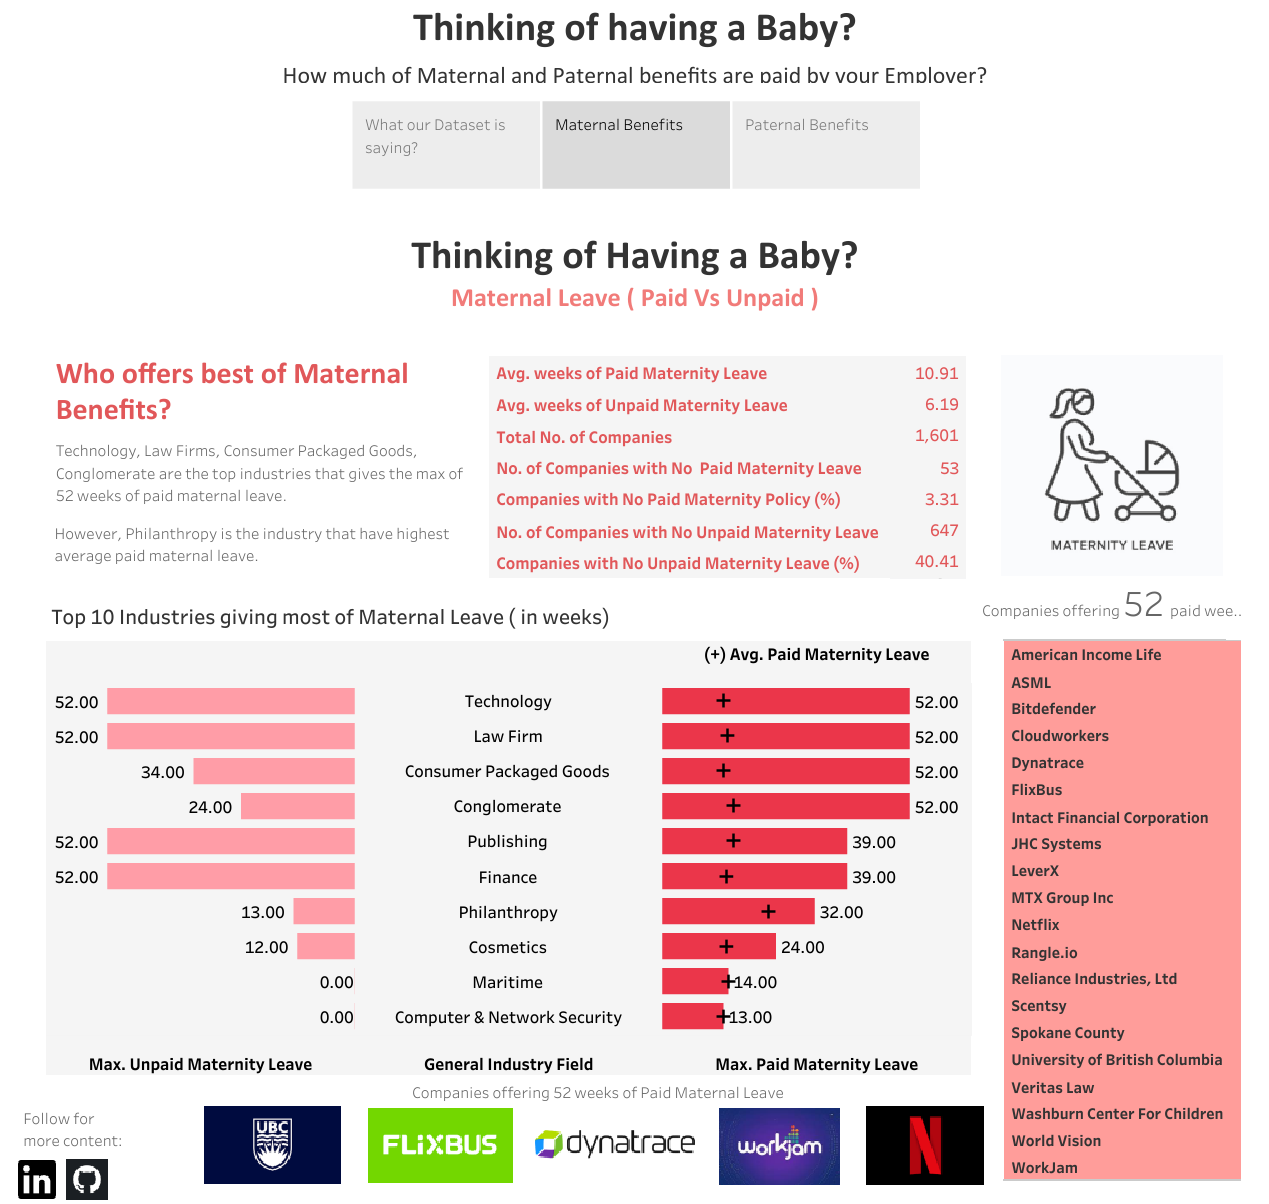 Thinking of having a Baby?
How much of Maternal and Paternal benefits are paid by your Employer?
What our Dataset is
saying?
Maternal Benefits
Paternal Benefits
Thinking of Having a Baby?
Maternal Leave ( Paid Vs Unpaid )
Who offers best of Maternal
Benefits?
Technology, Law Firms, Consumer Packaged Goods,
Conglomerate are the top industries that gives the max of
52 weeks of paid maternal leave.
However, Philanthropy is the industry that have highest
average paid maternal leave.
Avg. weeks of Paid Maternity Leave 10.91
Avg. weeks of Unpaid Maternity Leave 6.19
Total No. of Companies 1,601
No. of Companies with No Paid Maternity Leave 53
Companies with No Paid Maternity Policy (%) 3.31
No. of Companies with No Unpaid Maternity Leave 647
Companies with No Unpaid Maternity Leave (%) 40.41
MATERNITY LEAVE
Top 10 Industries giving most of Maternal Leave ( in weeks)
(+) Avg. Paid Maternity Leave
52.00 Technology 52.00
52.00 Law Firm 52.00
34.00 Consumer Packaged Goods 52.00
24.00 Conglomerate 52.00
52.00 Publishing 39.00
52.00 Finance 39.00
13.00 Philanthropy 32.00
12.00 Cosmetics 24.00
0.00 Maritime 14.00
0.00 Computer & Network Security 13.00
Max. Unpaid Maternity Leave General Industry Field Max. Paid Maternity Leave
Companies offering 52 paid wee..
American Income Life
ASML
Bitdefender
Cloudworkers
Dynatrace
FlixBus
Intact Financial Corporation
JHC Systems
LeverX
MTX Group Inc
Netflix
Rangle.io
Reliance Industries, Ltd
Scentsy
Spokane County
University of British Columbia
Veritas Law
Washburn Center For Children
World Vision
WorkJam
Companies offering 52 weeks of Paid Maternal Leave
Follow for
more content:
in
UBC
FLiXBUS
dynatrace
workjam
N